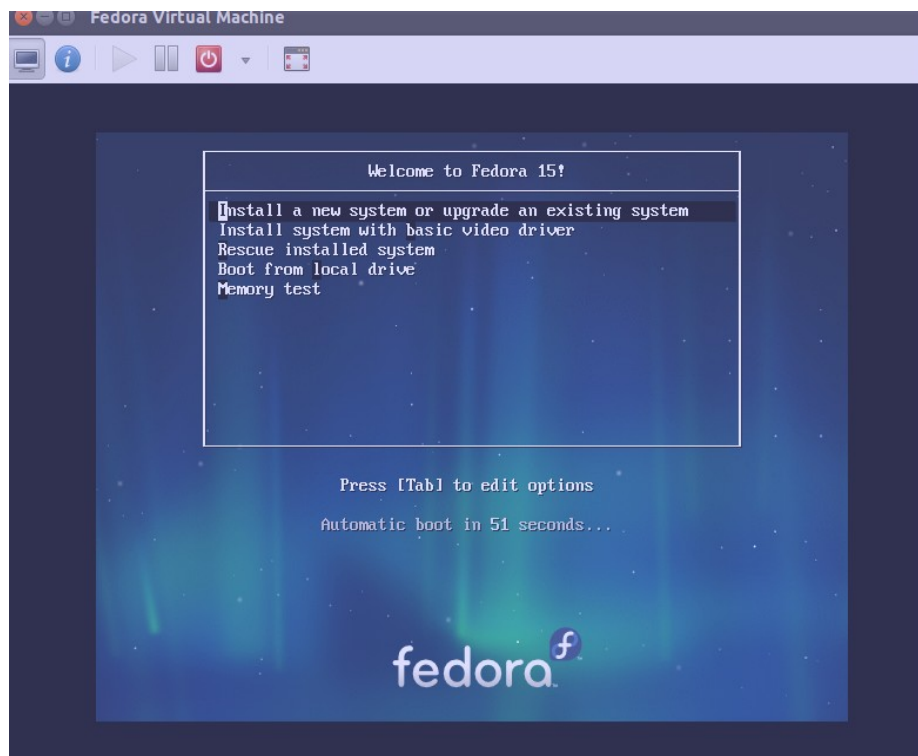 Fedora Virtual Machine
Welcome to Fedora 15!
Install a new system or upgrade an existing system
Install system with basic video driver
Rescue installed system
Boot from local drive
Memory test
Press [Tab] to edit options
Automatic boot in 51 seconds...
fedora